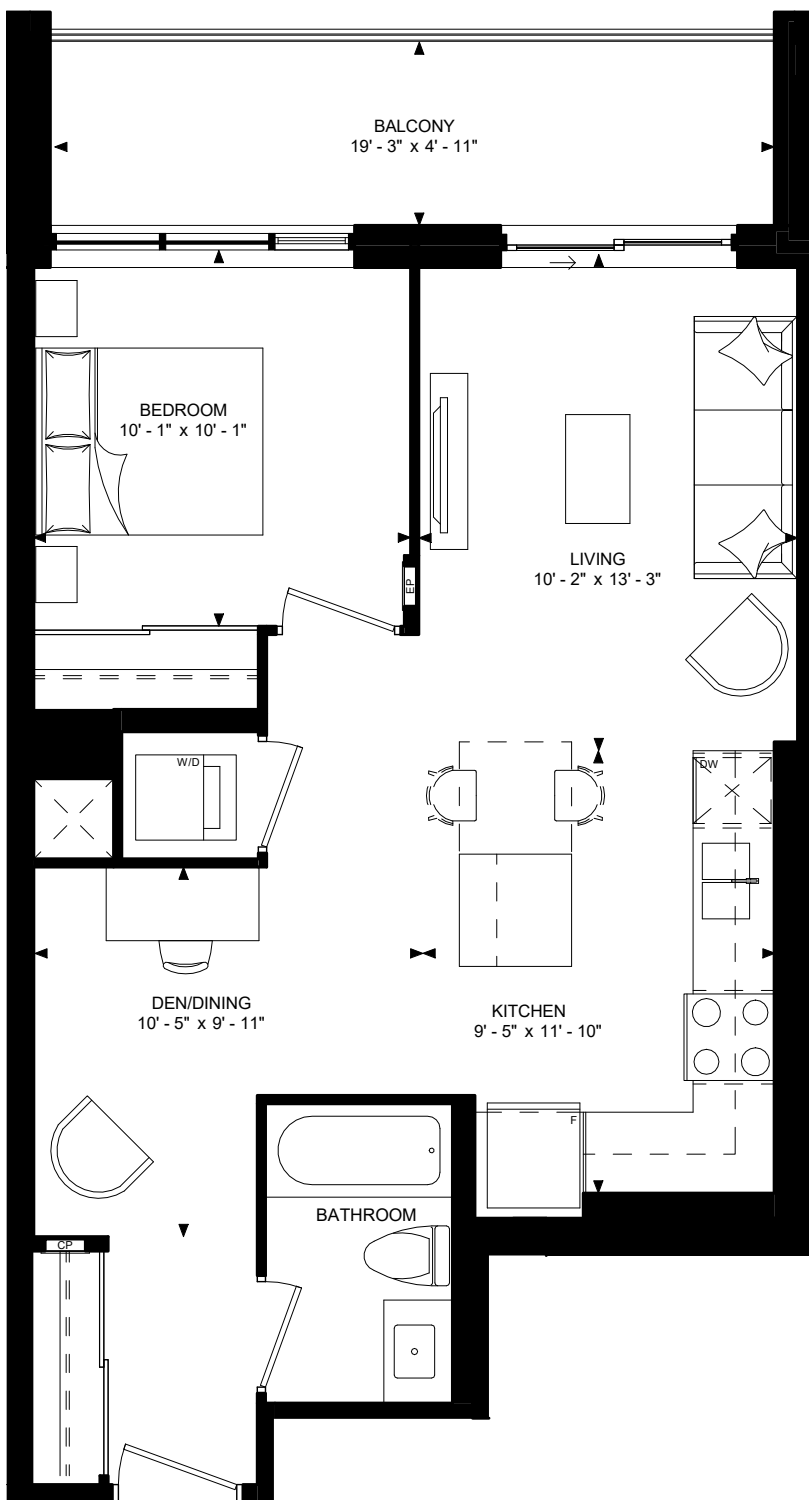 BALCONY
19' - 3" x 4' - 11"
BEDROOM
10' - 1" x 10' - 1"
LIVING
10' - 2" x 13' - 3"
EP
W/D
DW
DEN/DINING
10' - 5" x 9' - 11"
KITCHEN
9' - 5" x 11' - 10"
F
BATHROOM
CP